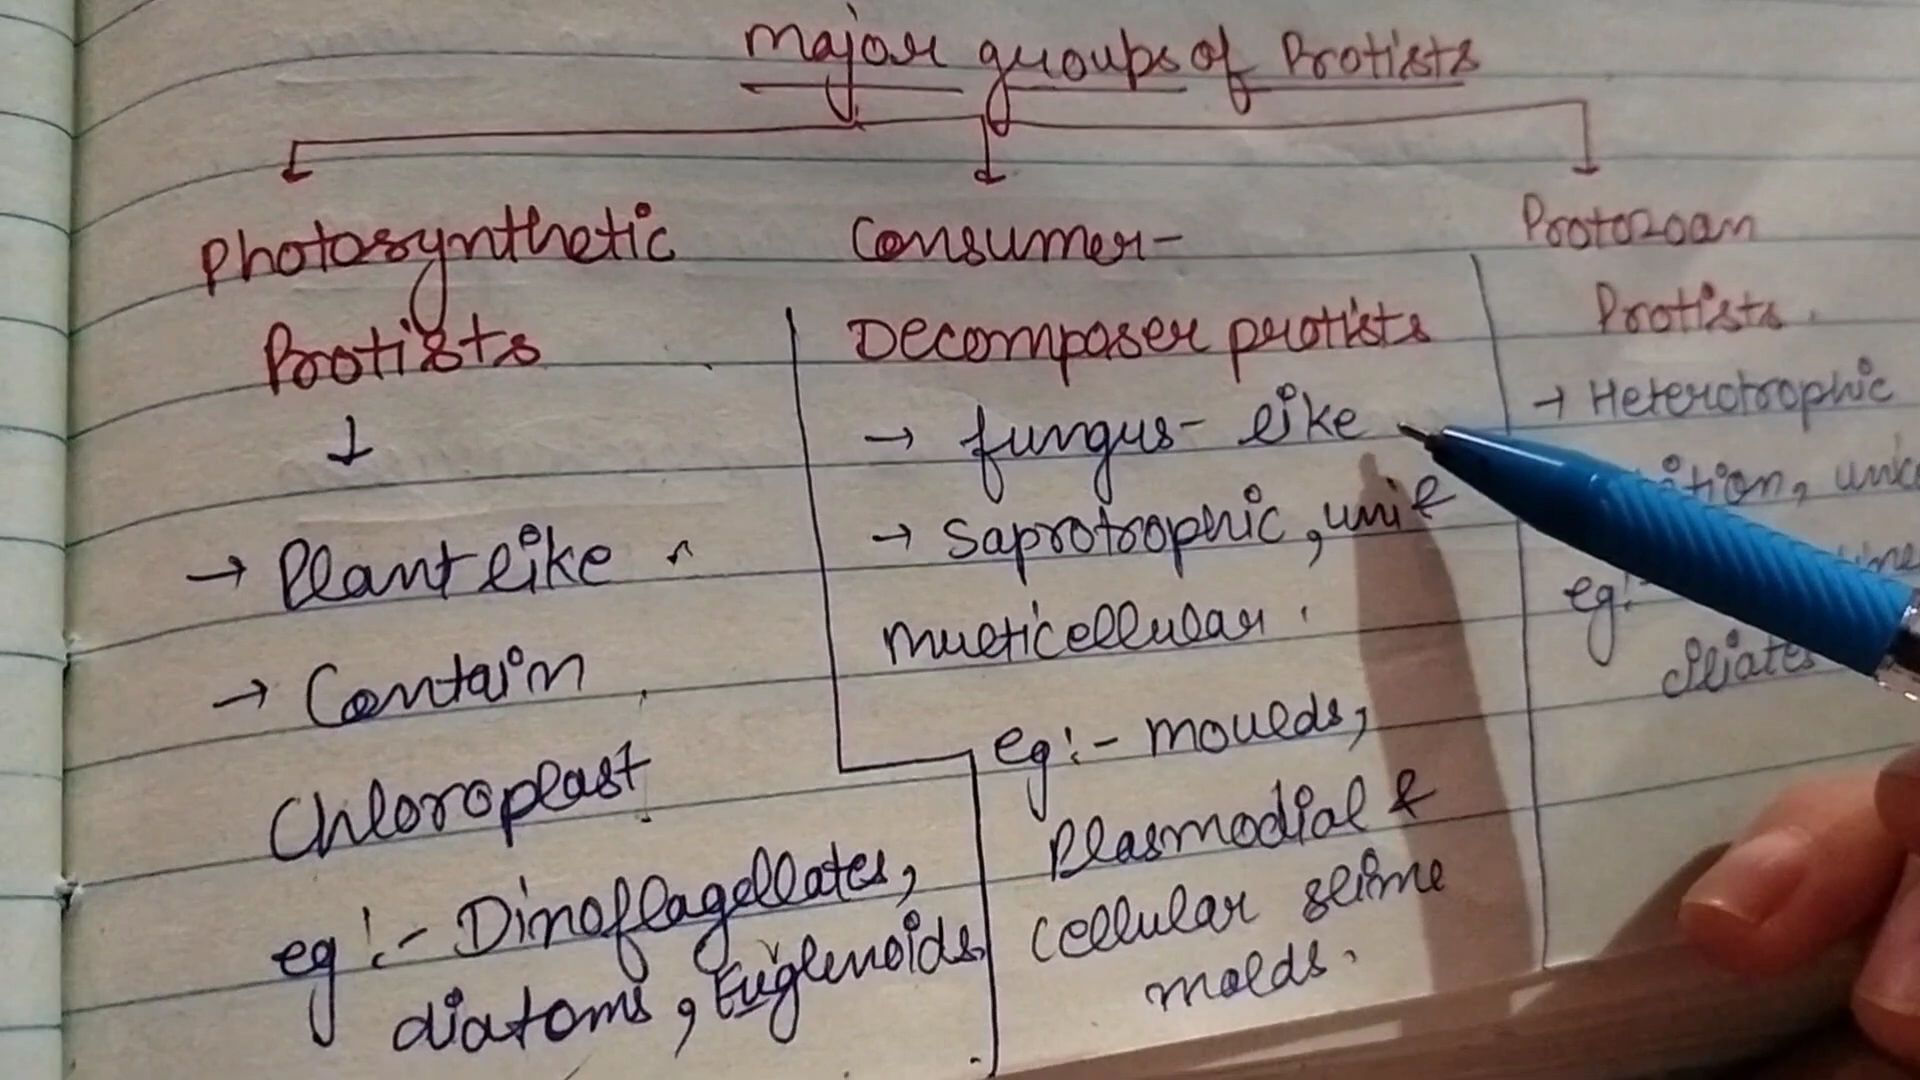 Major groups of Protists
Photosynthetic
Protists
→ Plant like
→ Contain
Chloroplast
eg:- Dinoflagellates,
diatoms, Euglenoids
Consumer-
Decomposer protists
→ fungus-like
→ Saprotrophic, uni &
multicellular.
eg:- moulds,
Plasmodial &
cellular slime
molds.
Protozoan
Protists.
→ Heterotrophic
eg:-
ciliates